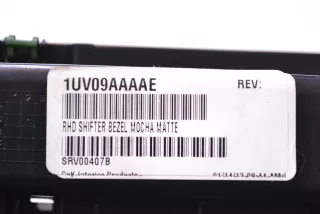 1UV09AAAAE REV:
RHD SHIFTER BEZEL MOCHA MATTE
SRV00407B